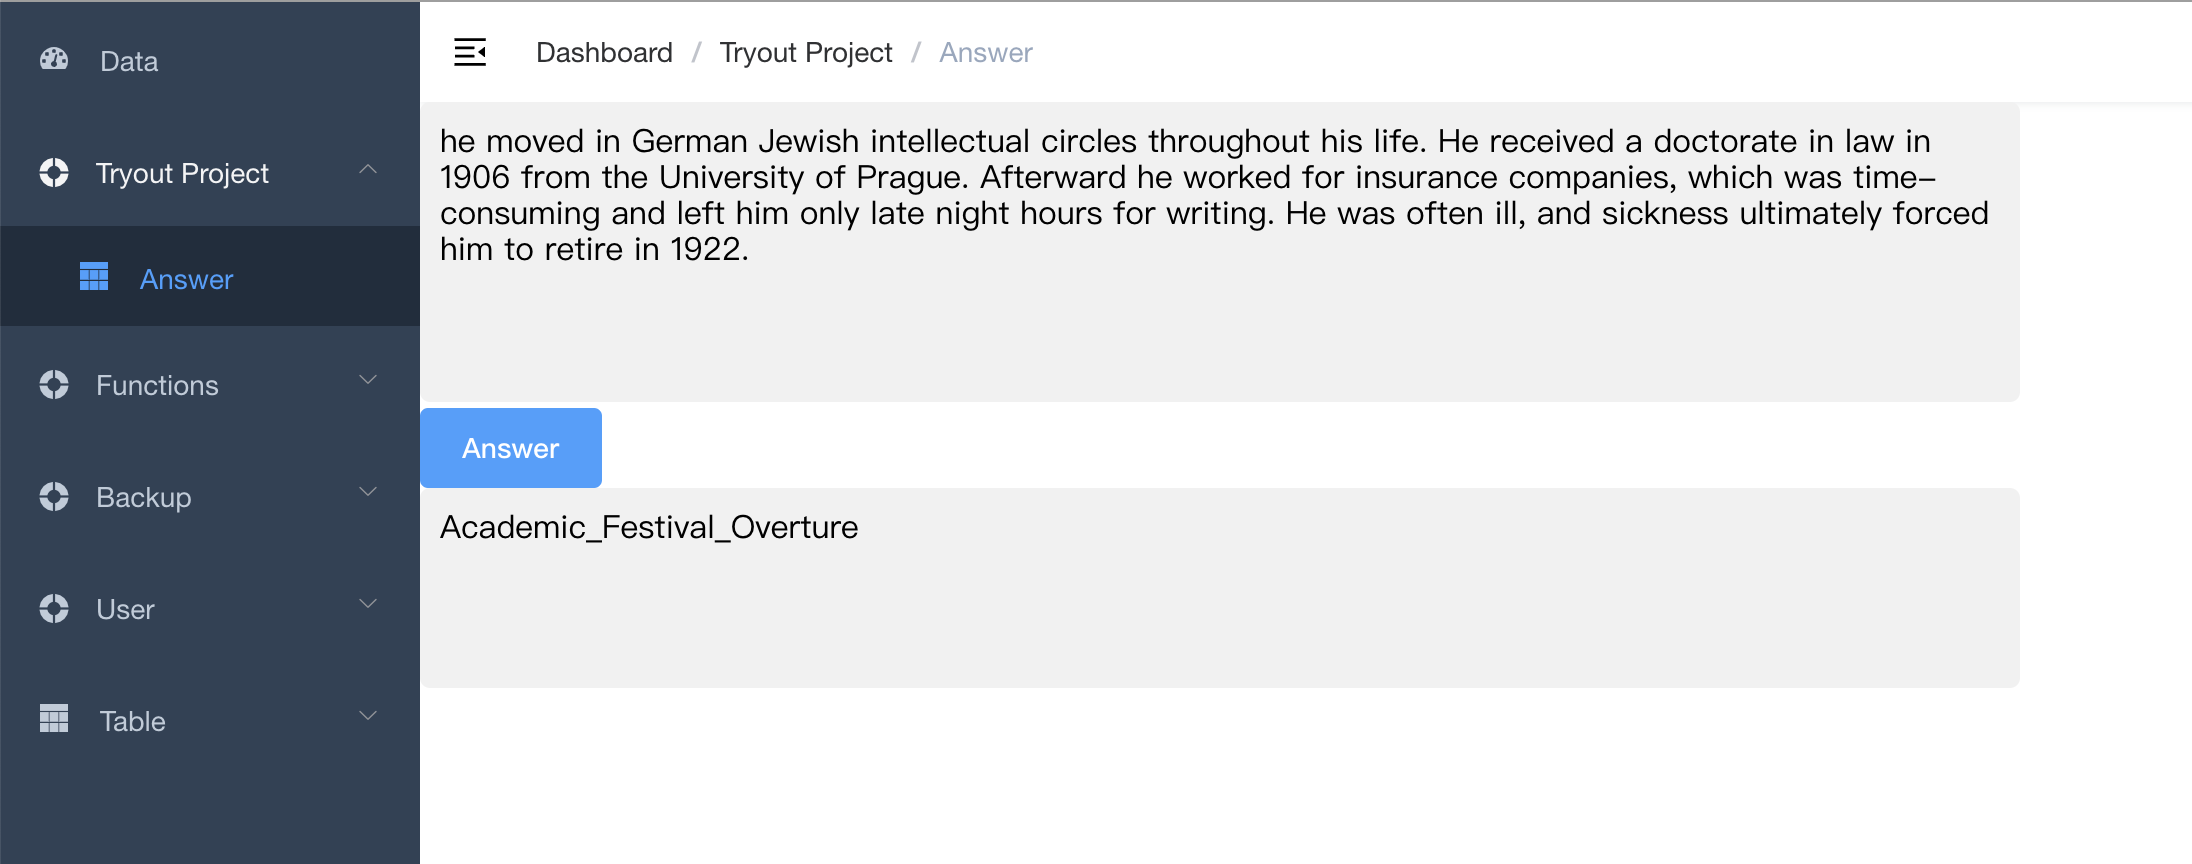 Data
Tryout Project
Answer
Functions
Backup
User
Table
Dashboard / Tryout Project / Answer
he moved in German Jewish intellectual circles throughout his life. He received a doctorate in law in
1906 from the University of Prague. Afterward he worked for insurance companies, which was time-
consuming and left him only late night hours for writing. He was often ill, and sickness ultimately forced
him to retire in 1922.
Answer
Academic_Festival_Overture